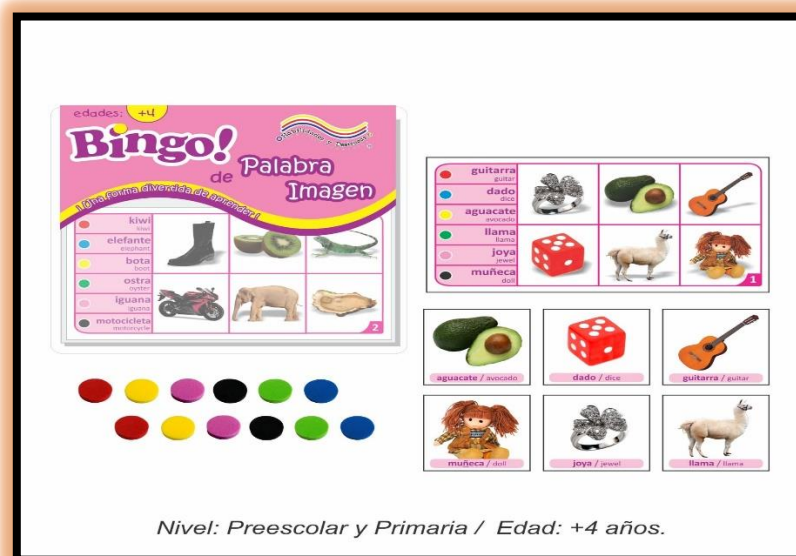 edades: +4
Bingo!
de Palabra
Imagen
¡Una forma divertida de aprender!
kiwi
kiwi
elefante
elephant
bota
boot
ostra
oyster
iguana
iguana
motocicleta
motorcycle
2
guitarra
guitar
dado
dice
aguacate
avocado
llama
llama
joya
jewel
muñeca
doll
1
aguacate / avocado
dado / dice
guitarra / guitar
muñeca / doll
joya / jewel
llama / llama
Nivel: Preescolar y Primaria / Edad: +4 años.